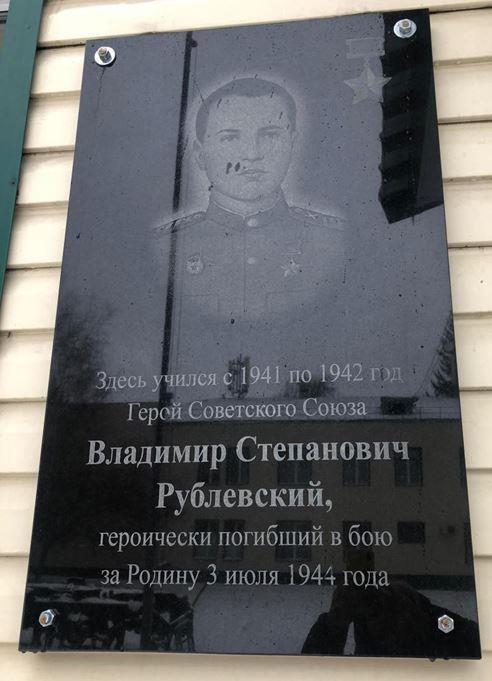 Здесь учился с 1941 по 1942 год
Герой Советского Союза
Владимир Степанович
Рублевский,
героически погибший в бою
за Родину 3 июля 1944 года